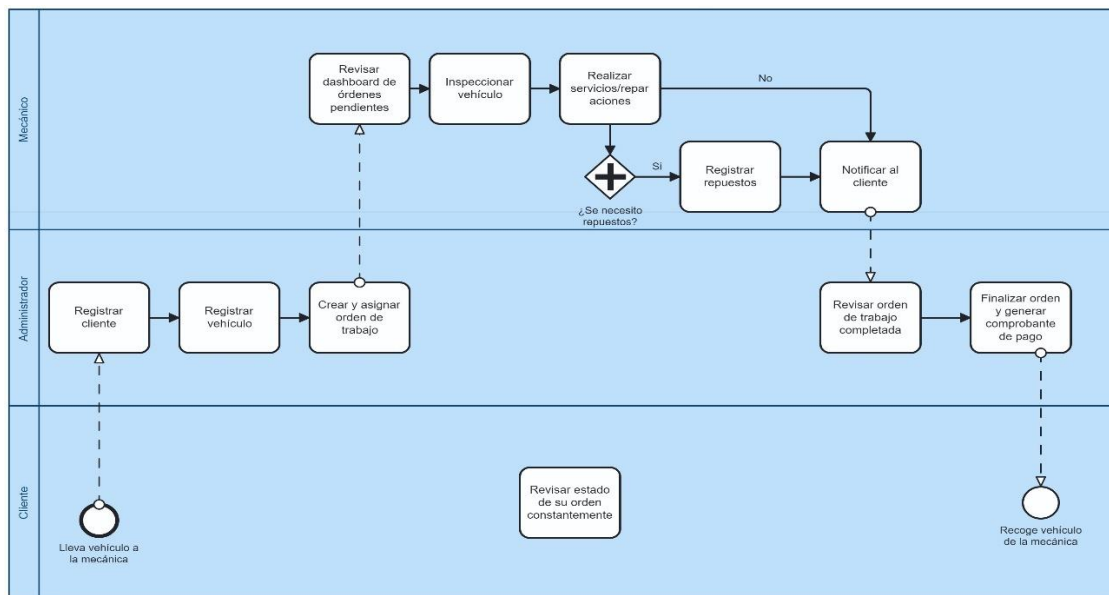 Mecánico
Revisar
dashboard de
órdenes
pendientes
Inspeccionar
vehículo
Realizar
servicios/repar
aciones
No
¿Se necesito
repuestos?
Si
Registrar
repuestos
Notificar al
cliente
Administrador
Registrar
cliente
Registrar
vehículo
Crear y asignar
orden de
trabajo
Revisar orden
de trabajo
completada
Finalizar orden
y generar
comprobante
de pago
Cliente
Lleva vehículo a
la mecánica
Revisar estado
de su orden
constantemente
Recoge vehículo
de la mecánica